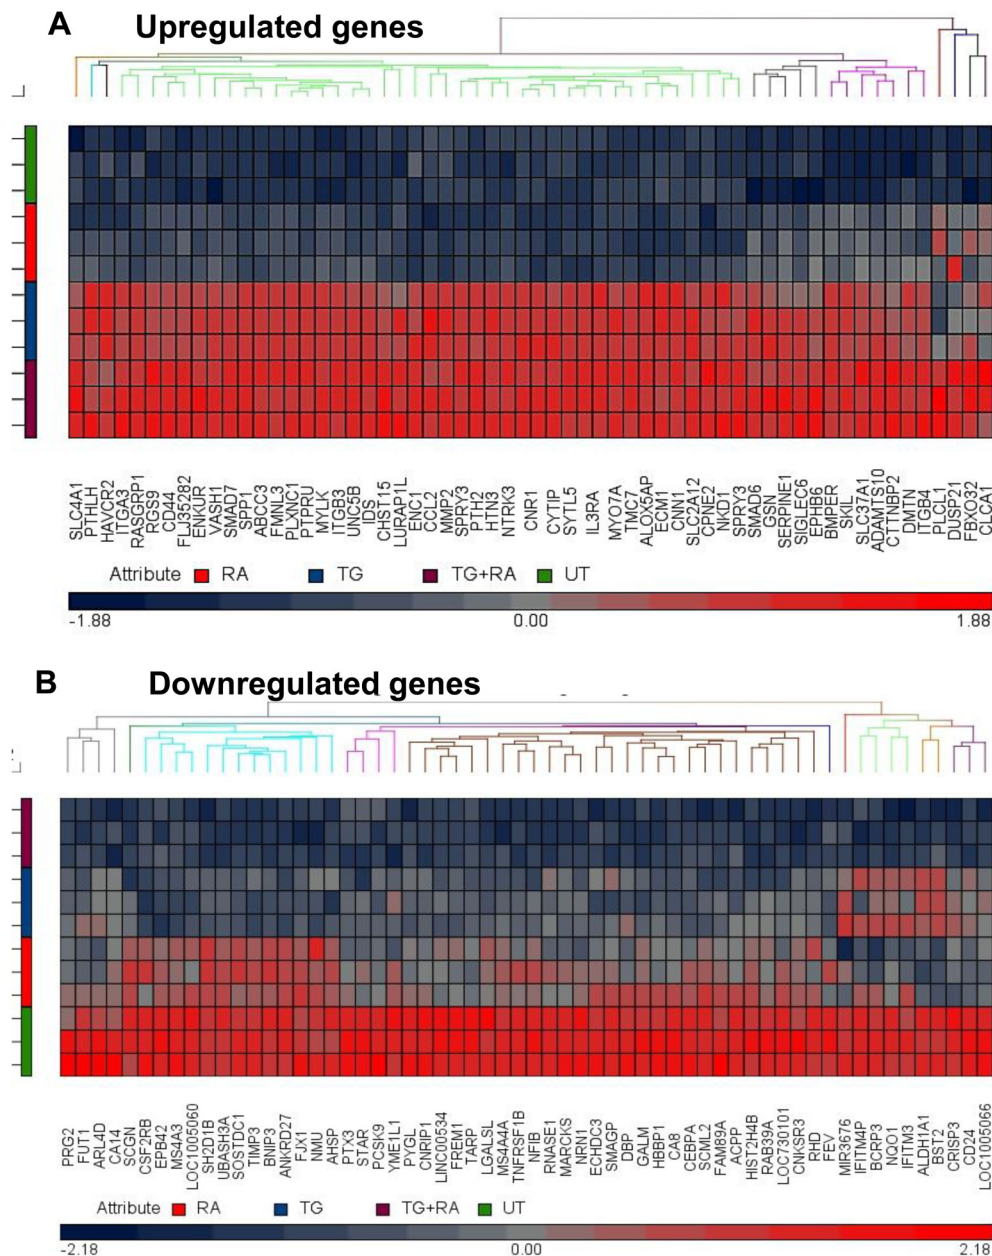 A Upregulated genes
SLC4A1
PTHLH
HAVCR2
ITGA3
RASGRP1
RGS9
CD44
FLJ35282
ENKUR
VASH1
SMAD7
SPP1
ABCC3
FMNL3
PLXNC1
PTPRU
MYLK
ITGB3
UNC5B
IDS
CHST15
LURAP1L
ENC1
CCL2
MMP2
SPRY3
PTH2
HTN3
NTRK3
CNR1
CYTIP
SYTL5
IL3RA
MYO7A
TMC7
ALOX5AP
ECM1
CNN1
SLC2A12
CPNE2
NKD1
SPRY3
SMAD6
GSN
SERPINE1
SIGLEC6
EPHB6
BMPER
SKIL
SLC37A1
ADAMTS10
CTTNBP2
DMTN
ITGB4
PLCL1
DUSP21
FBXO32
CLCA1
Attribute RA TG TG+RA UT
-1.88 0.00 1.88
B Downregulated genes
PRG2
FUT1
ARL4D
CA14
SCGN
CSF2RB
EPB42
MS4A3
LOC1005060
SH2D1B
UBASH3A
SOSTDC1
TIMP3
BNIP3
ANKRD27
FJX1
NMU
AHSP
PTX3
STAR
PCSK9
YME1L1
PYGL
CNRIP1
LINC00534
FREM1
TARP
LGALSL
MS4A4A
TNFRSF1B
NFIB
RNASE1
MARCKS
NRN1
ECHDC3
SMAGP
DBP
GALM
HBBP1
CA8
CEBPA
SCML2
FAM89A
ACPP
HIST2H4B
RAB39A
LOC730101
CNKSR3
RHD
FEV
MIR3676
IFITM4P
BCRP3
NQO1
IFITM3
ALDH1A1
BST2
CRISP3
CD24
LOC1005066
Attribute RA TG TG+RA UT
-2.18 0.00 2.18